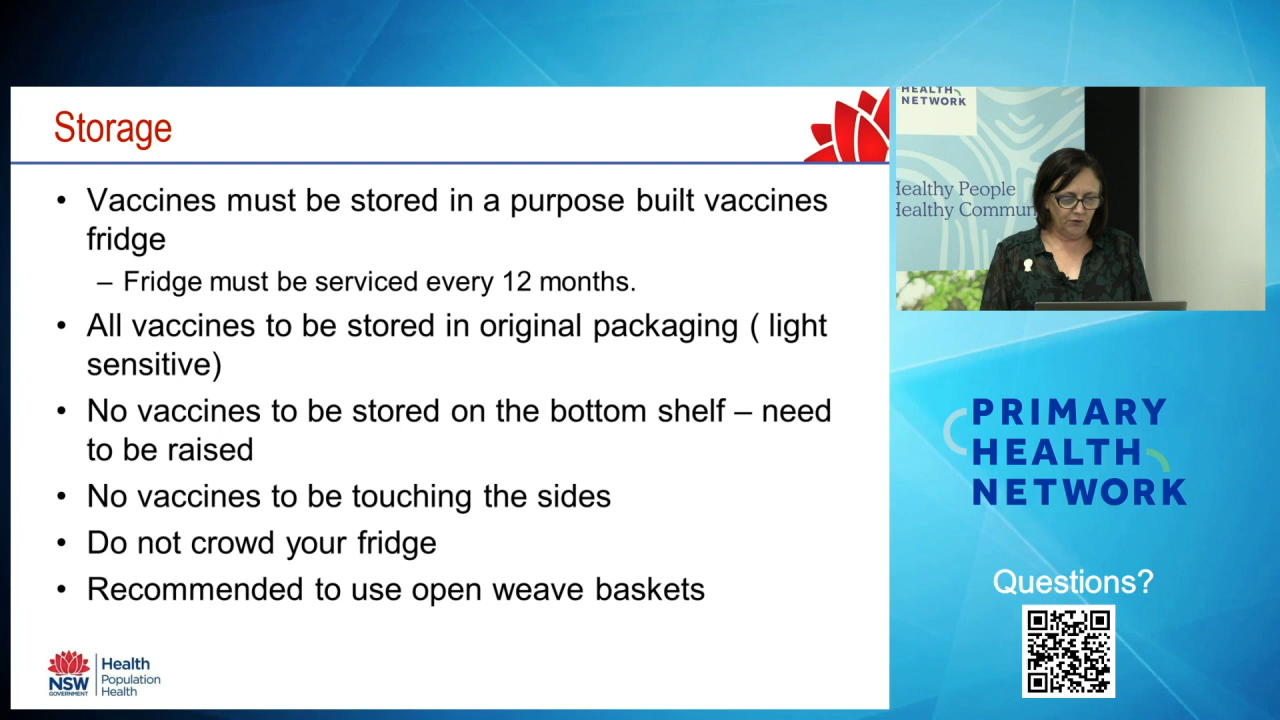 Storage
• Vaccines must be stored in a purpose built vaccines
fridge
– Fridge must be serviced every 12 months.
• All vaccines to be stored in original packaging ( light
sensitive)
• No vaccines to be stored on the bottom shelf – need
to be raised
• No vaccines to be touching the sides
• Do not crowd your fridge
• Recommended to use open weave baskets
NSW
GOVERNMENT
Health
Population
Health
HEALTH
NETWORK
Healthy People
Healthy Commun
PRIMARY
HEALTH
NETWORK
Questions?